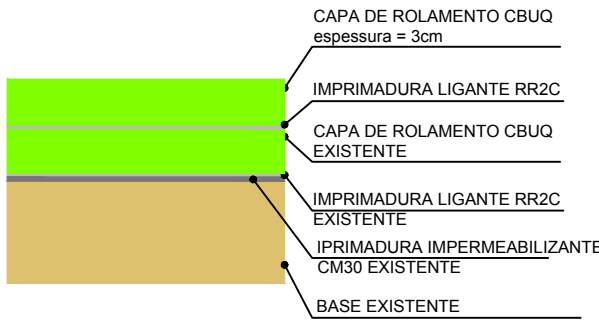 CAPA DE ROLAMENTO CBUQ
espessura = 3cm
IMPRIMADURA LIGANTE RR2C
CAPA DE ROLAMENTO CBUQ
EXISTENTE
IMPRIMADURA LIGANTE RR2C
EXISTENTE
IPRIMADURA IMPERMEABILIZANTE
CM30 EXISTENTE
BASE EXISTENTE